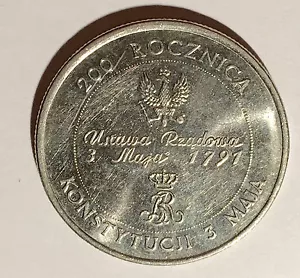 200 ROCZNICA
Ustawa Rządowa
3 Maja 1791
KONSTYTUCJI 3 MAJA